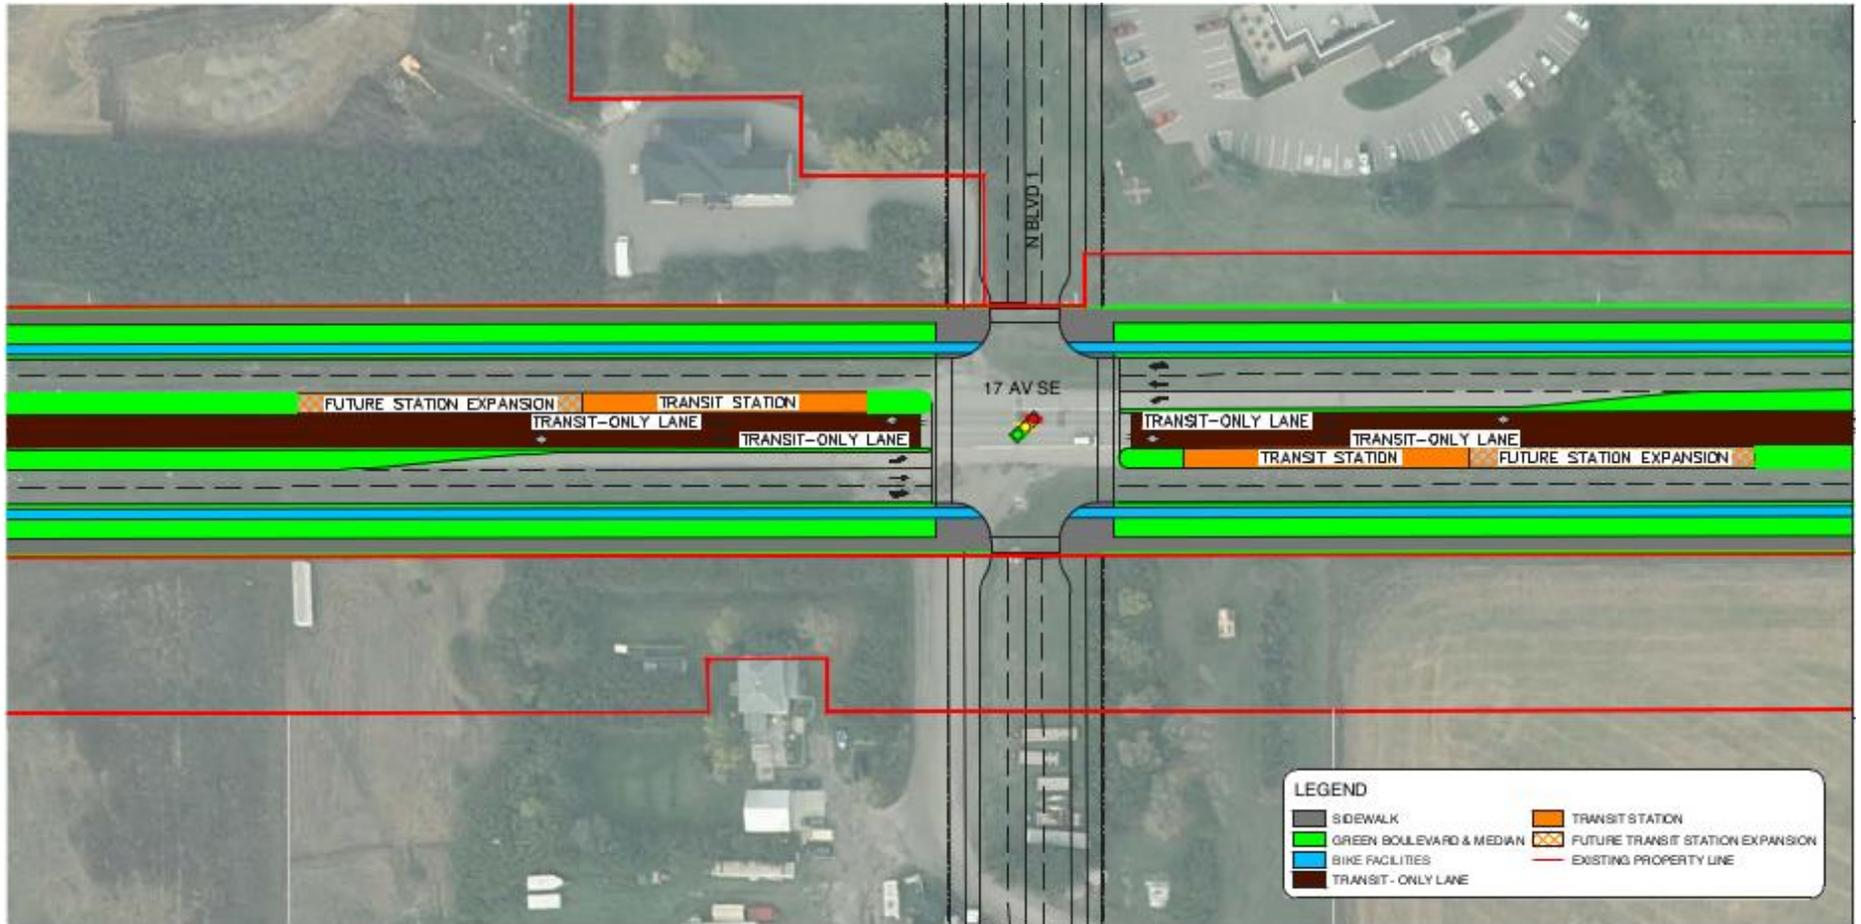 N BLVD 1
17 AV SE
FUTURE STATION EXPANSION
TRANSIT STATION
TRANSIT-ONLY LANE
TRANSIT-ONLY LANE
TRANSIT-ONLY LANE
TRANSIT-ONLY LANE
TRANSIT STATION
FUTURE STATION EXPANSION
LEGEND
SIDEWALK
GREEN BOULEVARD & MEDIAN
BIKE FACILITIES
TRANSIT - ONLY LANE
TRANSIT STATION
FUTURE TRANSIT STATION EXPANSION
EXISTING PROPERTY LINE